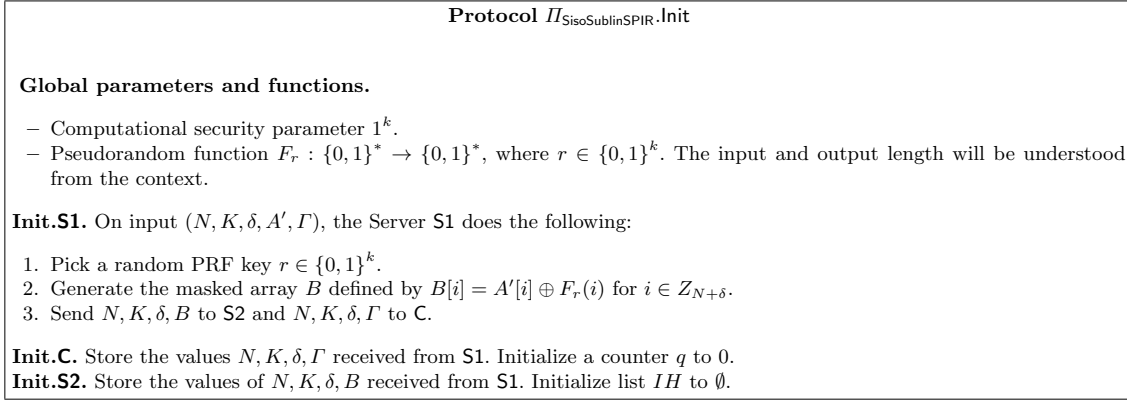 Protocol Π_SisoSublinSPIR.Init
Global parameters and functions.
– Computational security parameter 1^k.
– Pseudorandom function F_r : {0, 1}^* → {0, 1}^*, where r ∈ {0, 1}^k. The input and output length will be understood
from the context.
Init.S1. On input (N, K, δ, A′, Γ), the Server S1 does the following:
1. Pick a random PRF key r ∈ {0, 1}^k.
2. Generate the masked array B defined by B[i] = A′[i] ⊕ F_r(i) for i ∈ Z_{N+δ}.
3. Send N, K, δ, B to S2 and N, K, δ, Γ to C.
Init.C. Store the values N, K, δ, Γ received from S1. Initialize a counter q to 0.
Init.S2. Store the values of N, K, δ, B received from S1. Initialize list IH to ∅.